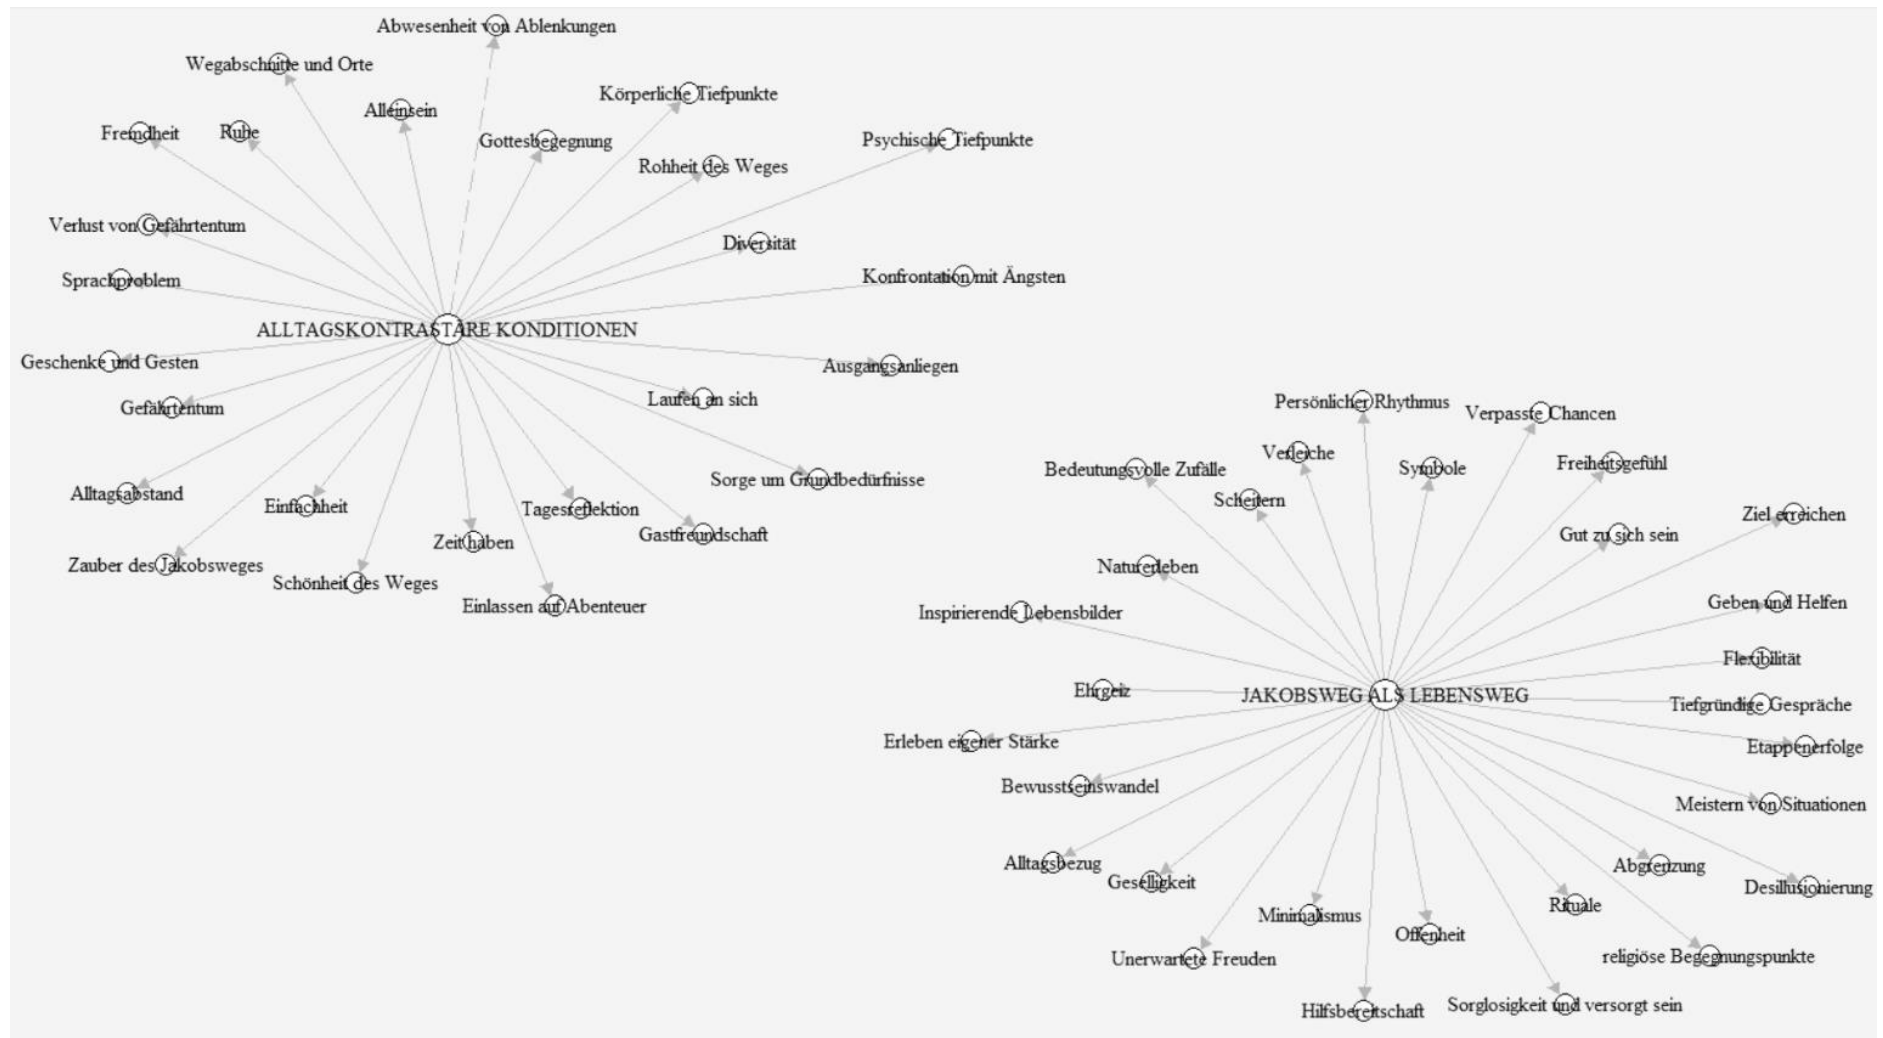 Abwesenheit von Ablenkungen
Wegabschnitte und Orte
Körperliche Tiefpunkte
Alleinsein
Fremdheit
Ruhe
Gottesbegegnung
Psychische Tiefpunkte
Rohheit des Weges
Verlust von Gefährtentum
Diversität
Sprachproblem
Konfrontation mit Ängsten
ALLTAGSKONTRASTÄRE KONDITIONEN
Geschenke und Gesten
Ausgangsanliegen
Gefährtentum
Laufen an sich
Alltagsabstand
Einfachheit
Tagesreflektion
Sorge um Grundbedürfnisse
Zeit haben
Gastfreundschaft
Zauber des Jakobsweges
Schönheit des Weges
Einlassen auf Abenteuer
Persönlicher Rhythmus
Verpasste Chancen
Verleiche
Bedeutungsvolle Zufälle
Symbole
Freiheitsgefühl
Scheitern
Ziel erreichen
Gut zu sich sein
Naturerleben
Inspirierende Lebensbilder
Geben und Helfen
Flexibilität
Ehrgeiz
JAKOBSWEG ALS LEBENSWEG
Tiefgründige Gespräche
Erleben eigener Stärke
Etappenerfolge
Bewusstseinswandel
Meistern von Situationen
Alltagsbezug
Geselligkeit
Abgrenzung
Desillusionierung
Minimalismus
Rituale
Offenheit
Unerwartete Freuden
religiöse Begegnungspunkte
Hilfsbereitschaft
Sorglosigkeit und versorgt sein